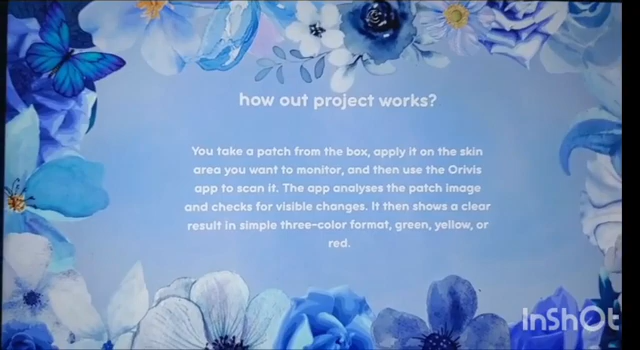 how out project works?
You take a patch from the box, apply it on the skin
area you want to monitor, and then use the Orivis
app to scan it. The app analyses the patch image
and checks for visible changes. It then shows a clear
result in simple three-color format, green, yellow, or
red.
InShOt